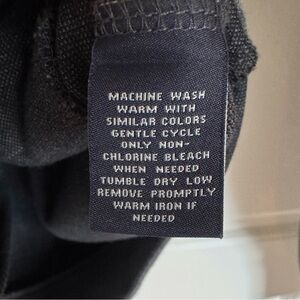 MACHINE WASH
WARM WITH
SIMILAR COLORS
GENTLE CYCLE
ONLY NON-
CHLORINE BLEACH
WHEN NEEDED
TUMBLE DRY LOW
REMOVE PROMPTLY
WARM IRON IF
NEEDED